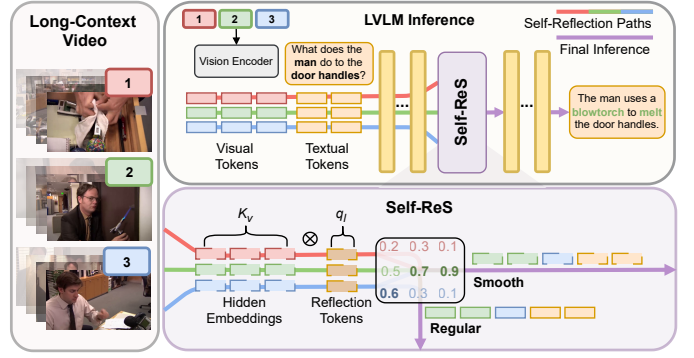 Long-Context
Video
1
2
3
1
2
3
LVLM Inference
Self-Reflection Paths
Final Inference
Vision Encoder
What does the
man do to the
door handles?
...
Self-ReS
...
The man uses a
blowtorch to melt
the door handles.
Visual
Tokens
Textual
Tokens
Self-ReS
Kv
ql
⊗
0.2 0.3 0.1
0.5 0.7 0.9
0.6 0.3 0.1
Hidden
Embeddings
Reflection
Tokens
Smooth
Regular